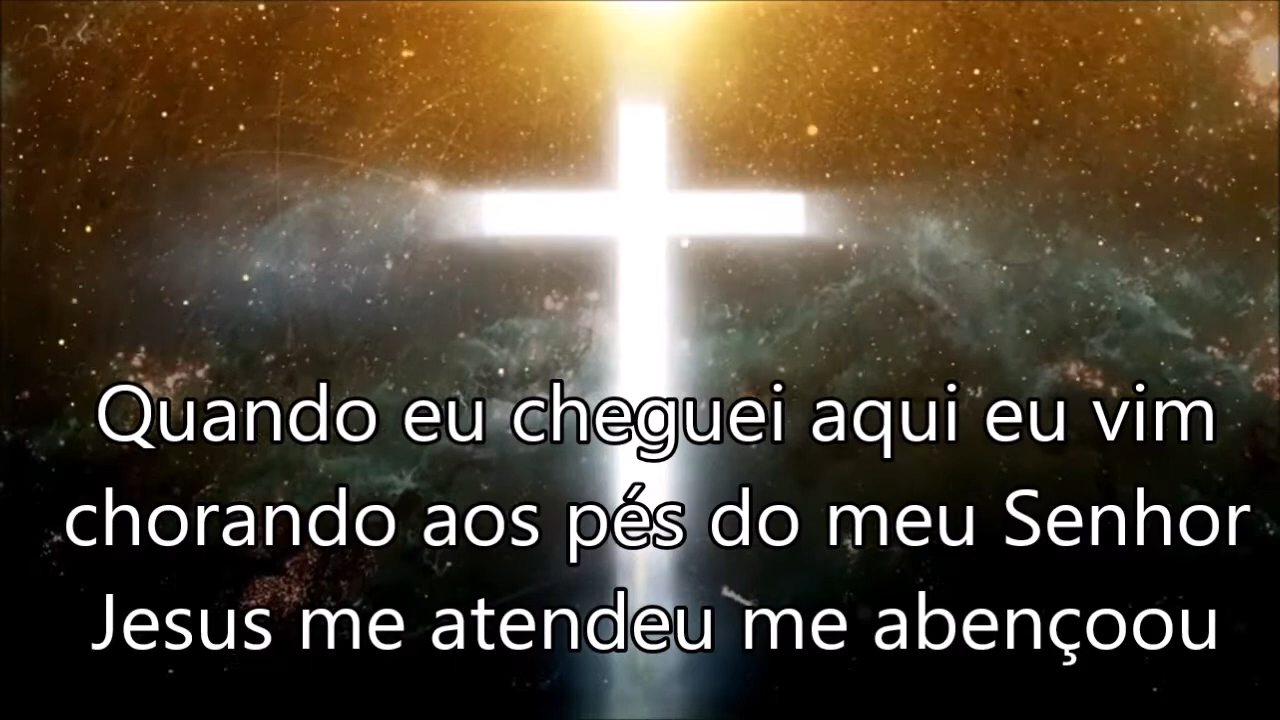 Quando eu cheguei aqui eu vim
chorando aos pés do meu Senhor
Jesus me atendeu me abençoou